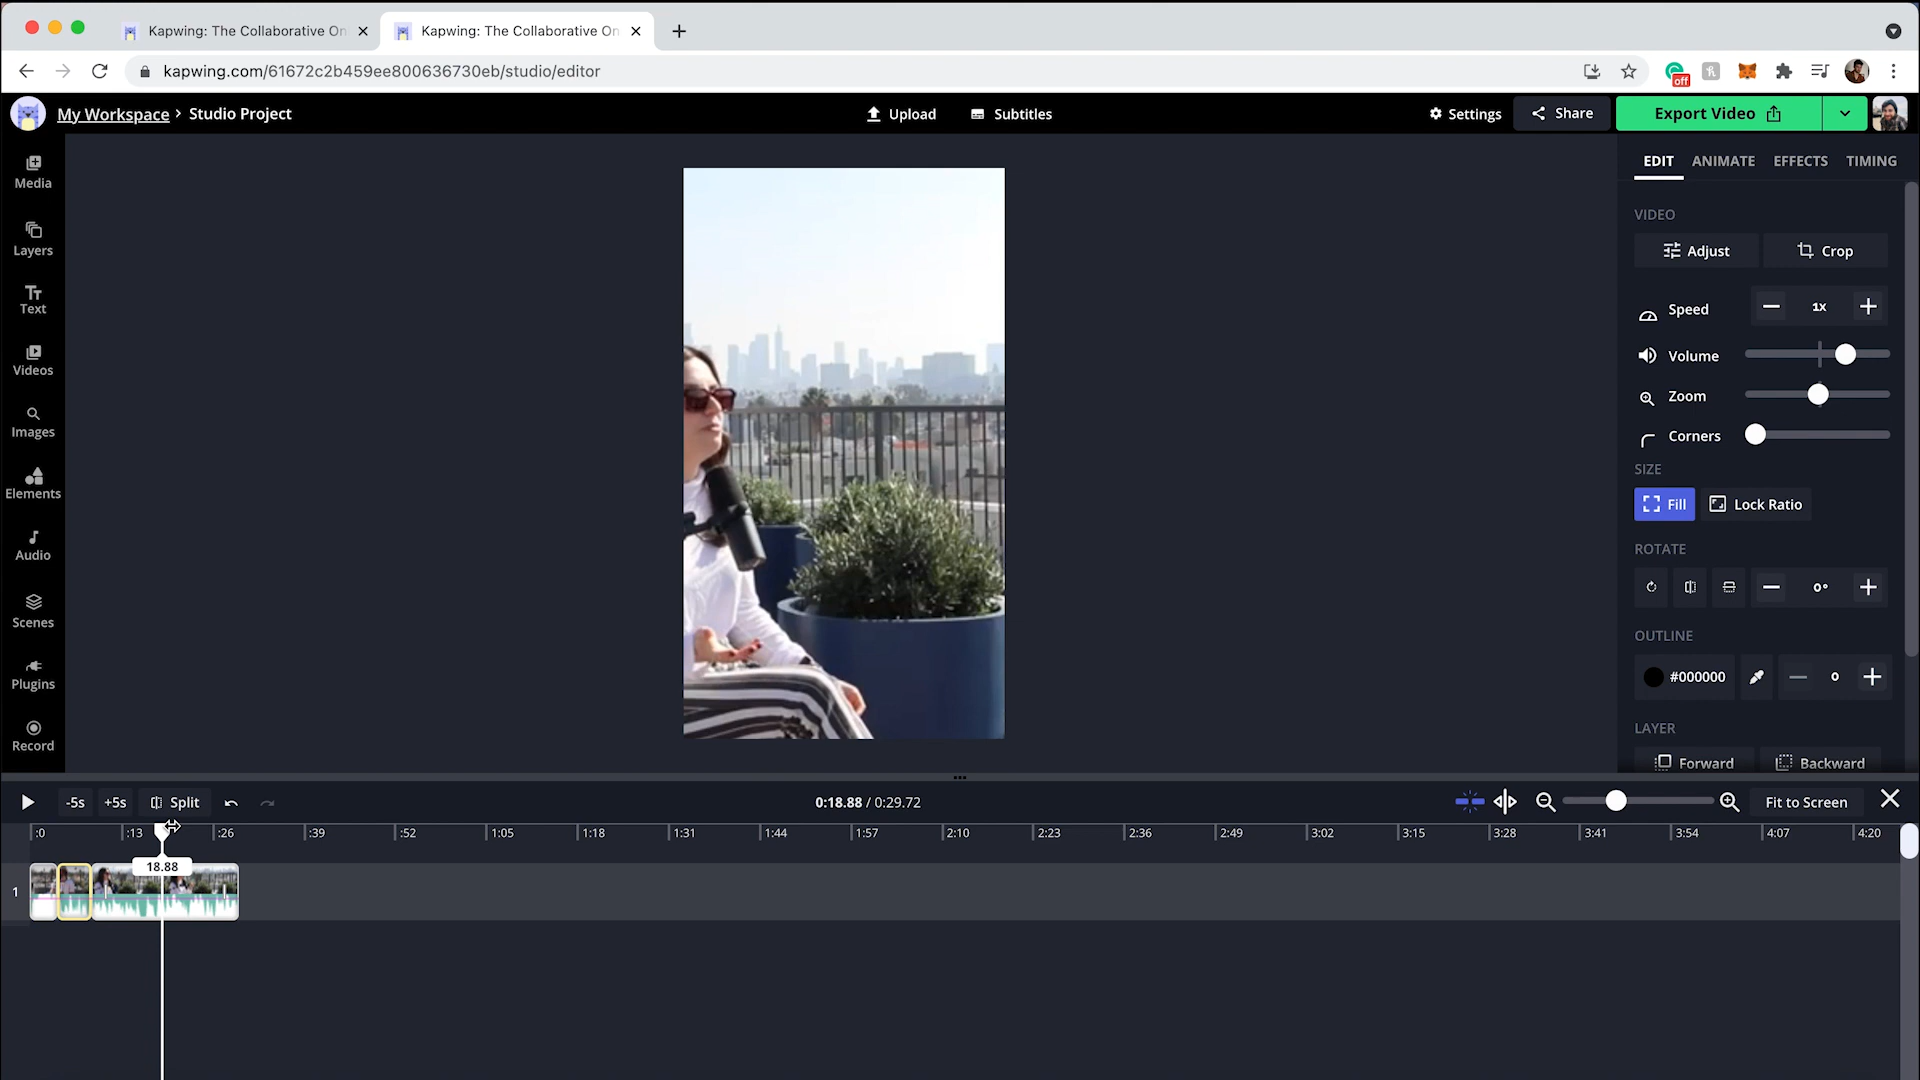 Kapwing: The Collaborative On
Kapwing: The Collaborative On
kapwing.com/61672c2b459ee800636730eb/studio/editor
off
My Workspace > Studio Project
Upload
Subtitles
Settings
Share
Export Video
Media
Layers
Text
Videos
Images
Elements
Audio
Scenes
Plugins
Record
EDIT ANIMATE EFFECTS TIMING
VIDEO
Adjust
Crop
Speed
1x
Volume
Zoom
Corners
SIZE
Fill
Lock Ratio
ROTATE
0°
OUTLINE
#000000
0
LAYER
Forward
Backward
-5s
+5s
Split
0:18.88 / 0:29.72
Fit to Screen
:0 :13 :26 :39 :52 1:05 1:18 1:31 1:44 1:57 2:10 2:23 2:36 2:49 3:02 3:15 3:28 3:41 3:54 4:07 4:20
18.88
1